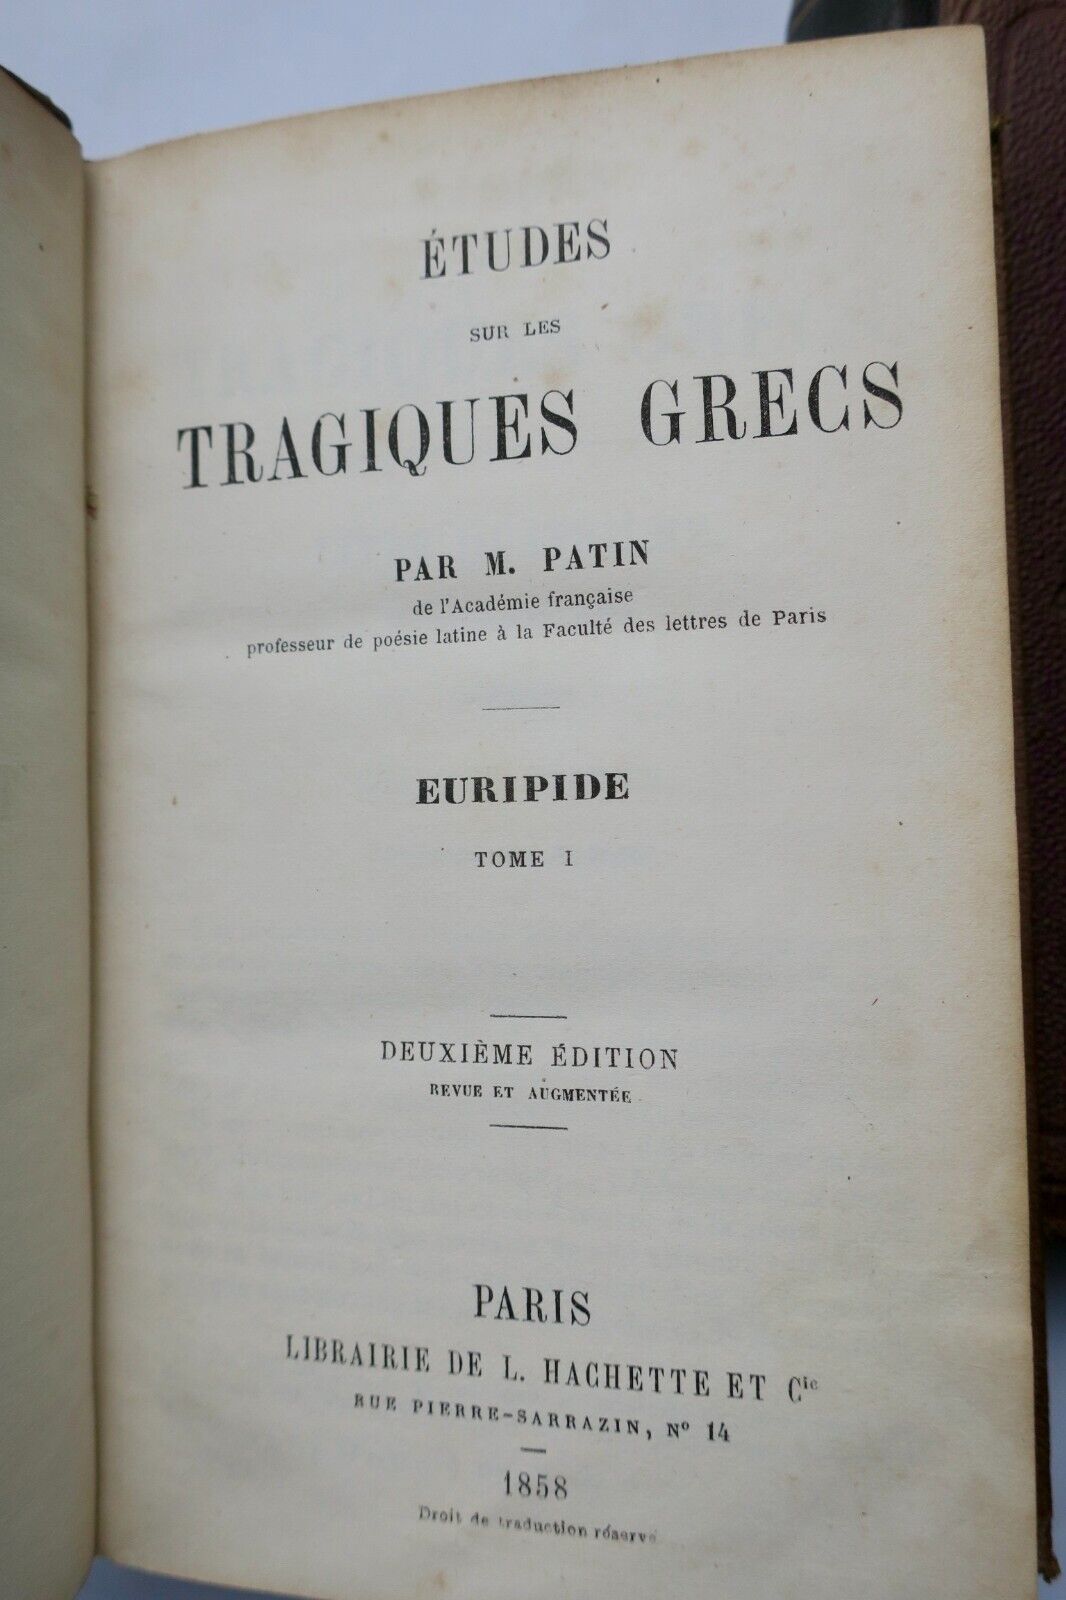 ÉTUDES
SUR LES
TRAGIQUES GRECS
PAR M. PATIN
de l'Académie française
professeur de poésie latine à la Faculté des lettres de Paris
EURIPIDE
TOME I
DEUXIÈME ÉDITION
REVUE ET AUGMENTÉE
PARIS
LIBRAIRIE DE L. HACHETTE ET Cie
RUE PIERRE-SARRAZIN, Nº 14
1858
Droit de traduction réservé